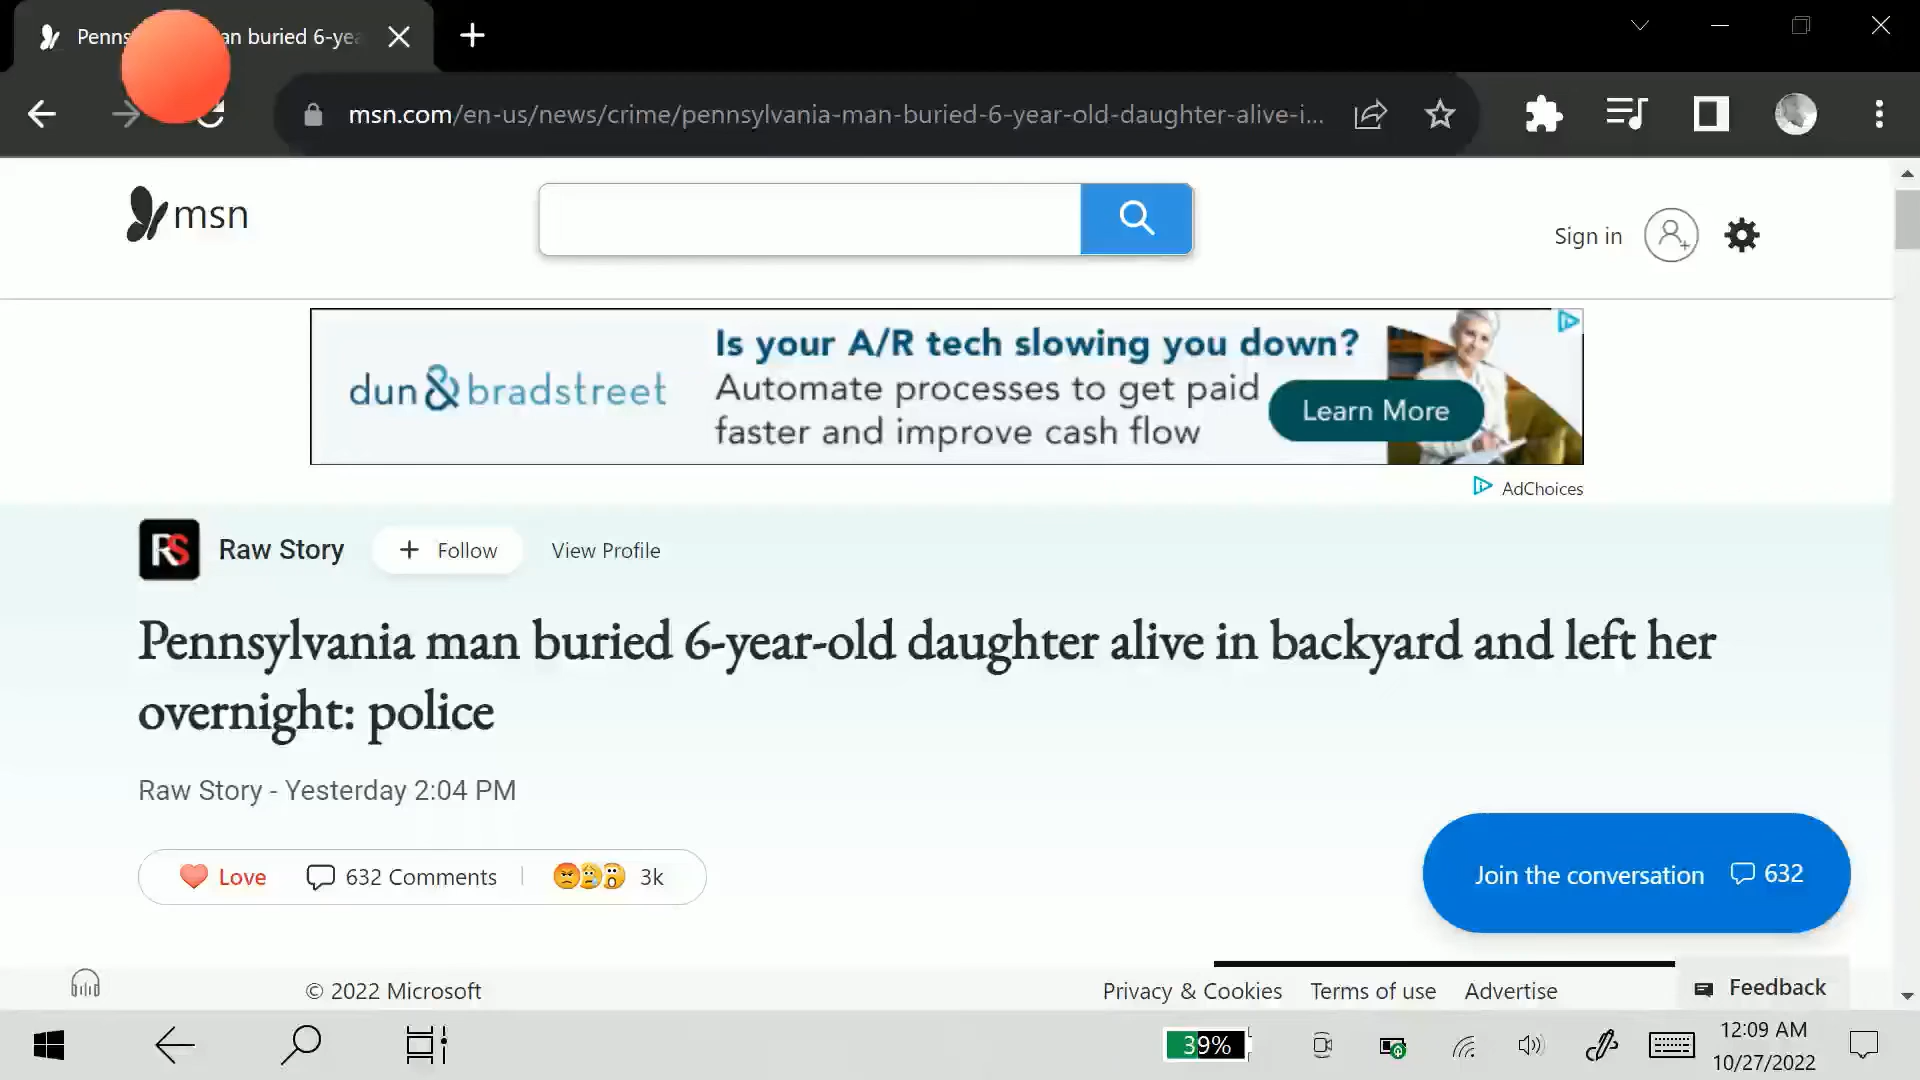 Penns an buried 6-yea
msn.com/en-us/news/crime/pennsylvania-man-buried-6-year-old-daughter-alive-i...
msn
Sign in
dun & bradstreet
Is your A/R tech slowing you down?
Automate processes to get paid
faster and improve cash flow
Learn More
AdChoices
RS Raw Story + Follow View Profile
Pennsylvania man buried 6-year-old daughter alive in backyard and left her
overnight: police
Raw Story - Yesterday 2:04 PM
Love 632 Comments 3k
Join the conversation 632
© 2022 Microsoft Privacy & Cookies Terms of use Advertise Feedback
39% 12:09 AM
10/27/2022